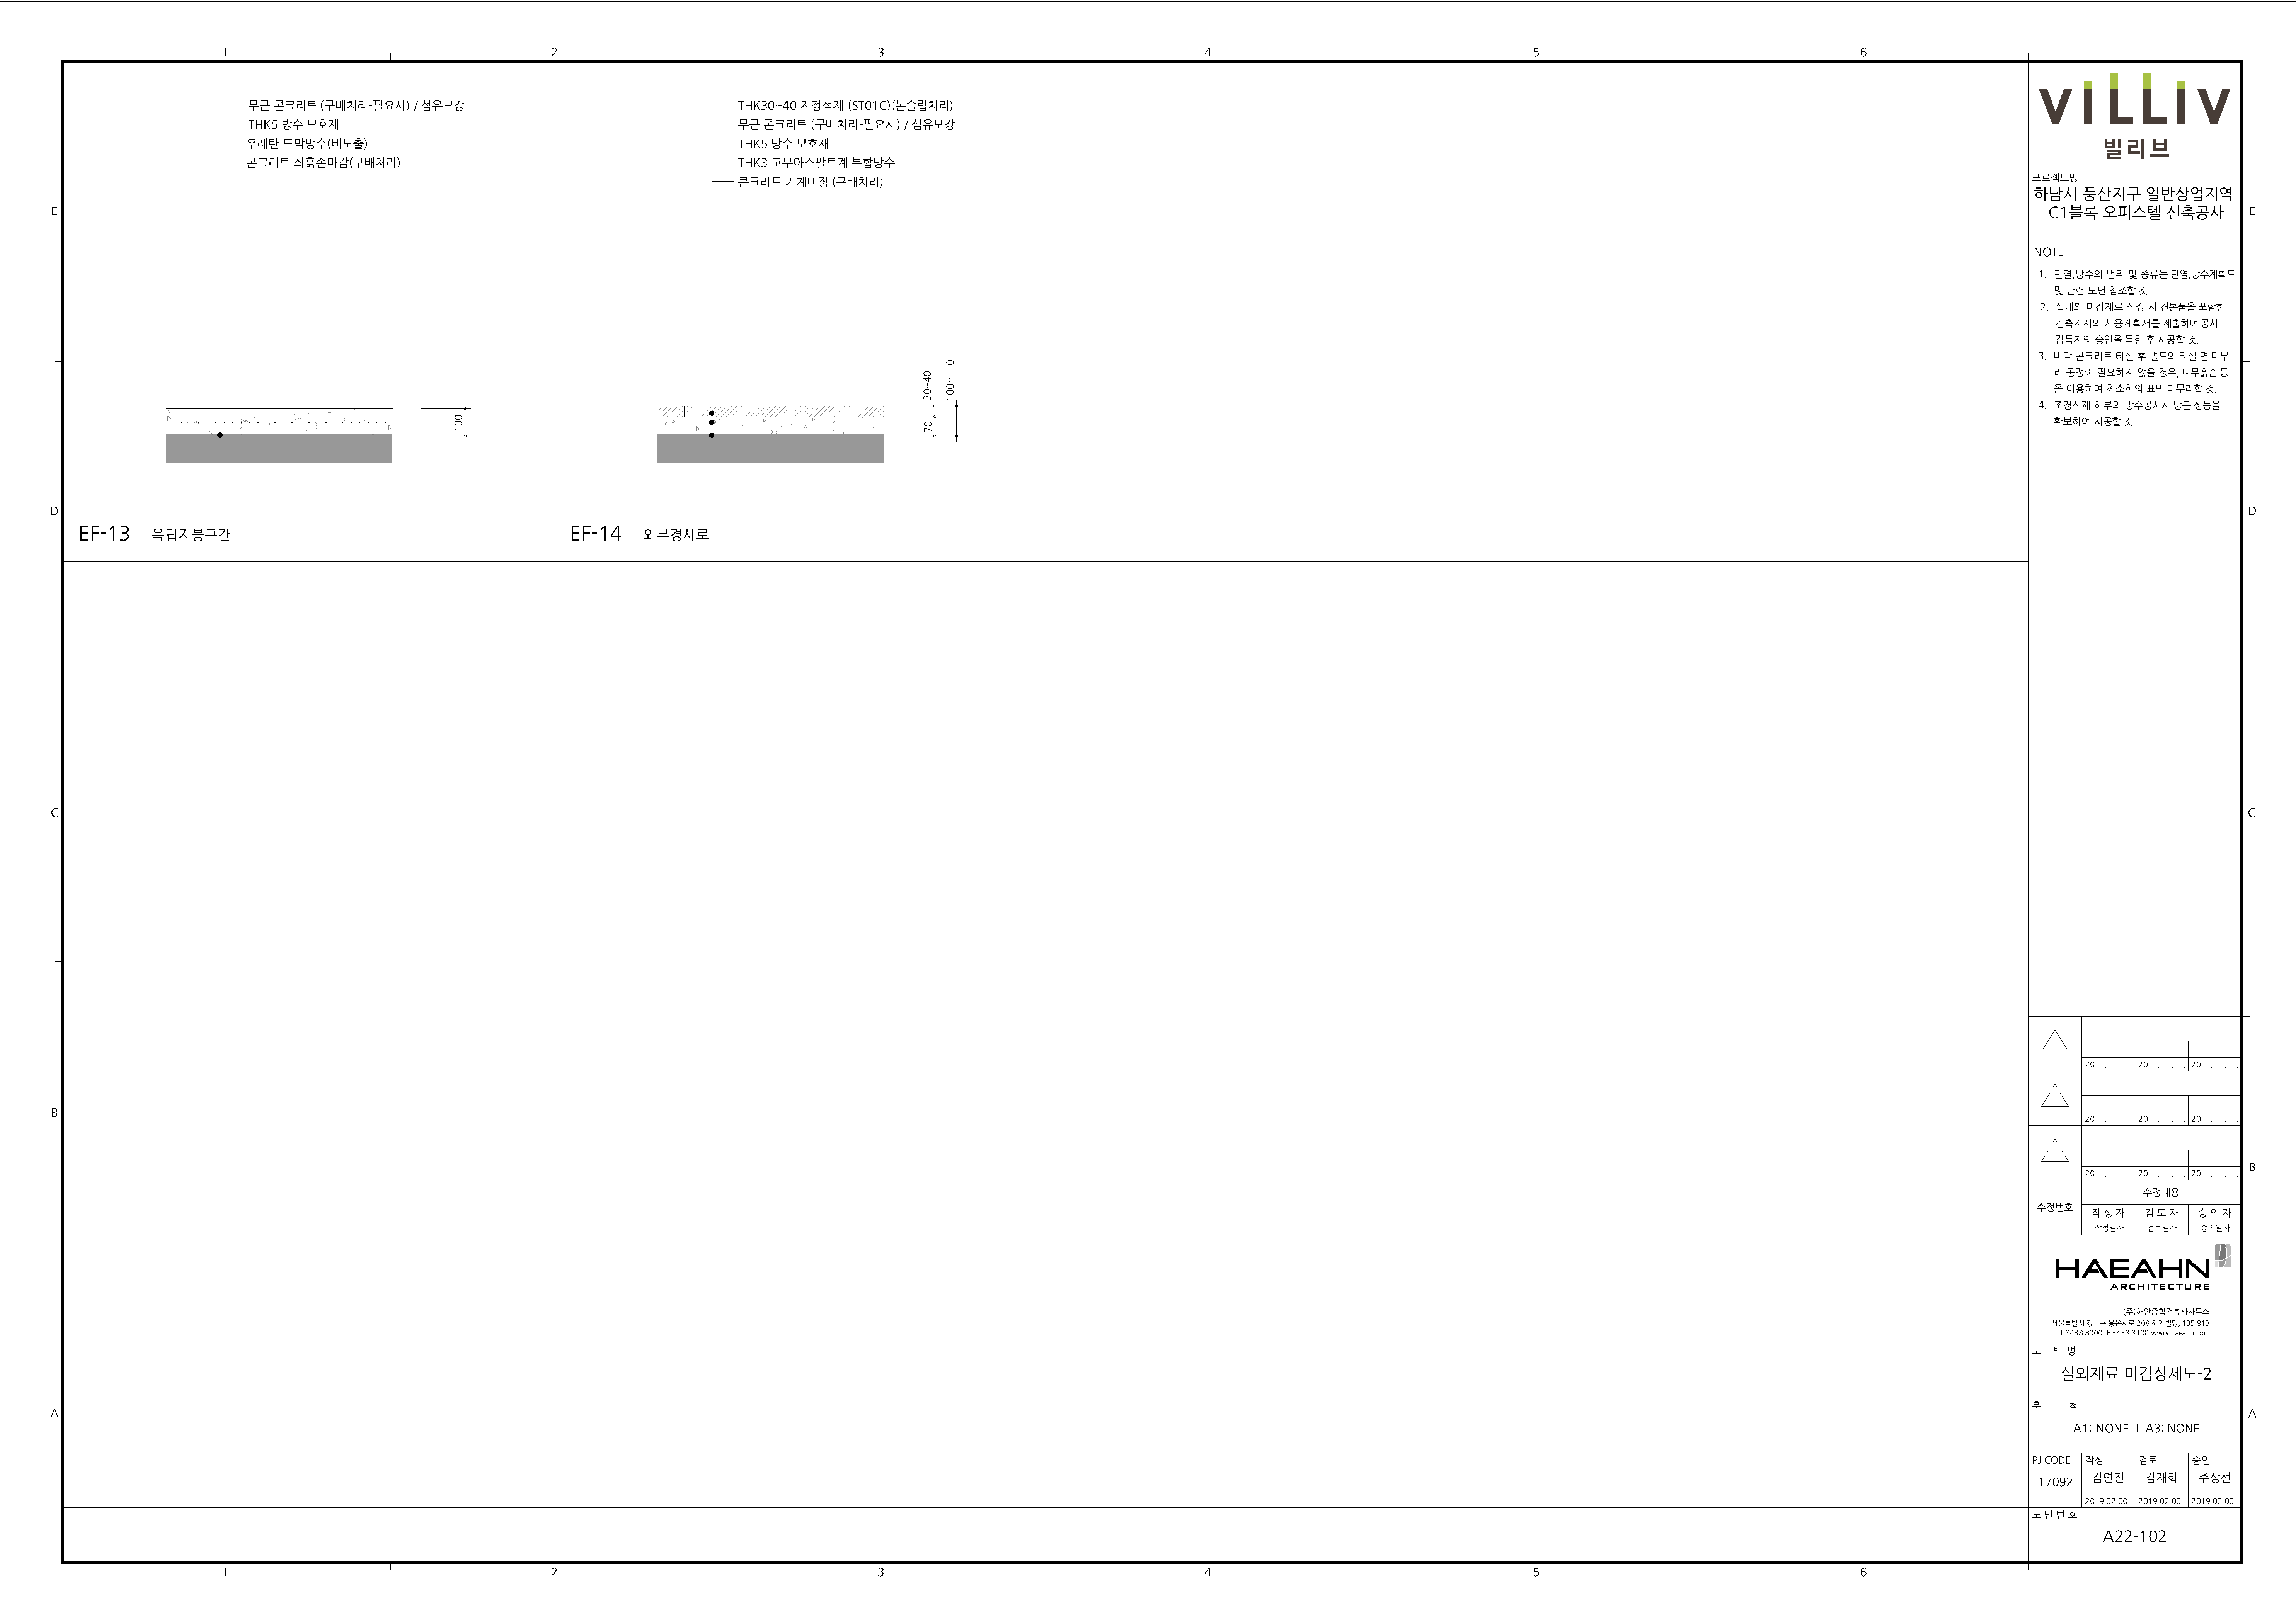 1 2 3 4 5 6
무근 콘크리트 (구배처리-필요시) / 섬유보강
THK5 방수 보호재
우레탄 도막방수(비노출)
콘크리트 쇠흙손마감(구배처리)
100
EF-13 옥탑지붕구간
THK30~40 지정석재 (ST01C)(논슬립처리)
무근 콘크리트 (구배처리-필요시) / 섬유보강
THK5 방수 보호재
THK3 고무아스팔트계 복합방수
콘크리트 기계미장 (구배처리)
30~40
100~110
70
EF-14 외부경사로
E
D
C
B
A
VILLIV
빌리브
프로젝트명
하남시 풍산지구 일반상업지역
C1블록 오피스텔 신축공사
NOTE
1. 단열,방수의 범위 및 종류는 단열,방수계획도
및 관련 도면 참조할 것.
2. 실내외 마감재료 선정 시 견본품을 포함한
건축자재의 사용계획서를 제출하여 공사
감독자의 승인을 득한 후 시공할 것.
3. 바닥 콘크리트 타설 후 별도의 타설 면 마무
리 공정이 필요하지 않을 경우, 나무흙손 등
을 이용하여 최소한의 표면 마무리할 것.
4. 조경식재 하부의 방수공사시 방근 성능을
확보하여 시공할 것.
20 . . . 20 . . . 20 . . .
20 . . . 20 . . . 20 . . .
20 . . . 20 . . . 20 . . .
수정번호
수정내용
작 성 자 검 토 자 승 인 자
작성일자 검토일자 승인일자
HAEAHN
ARCHITECTURE
(주)해안종합건축사사무소
서울특별시 강남구 봉은사로 208 해안빌딩, 135-913
T.3438 8000 F.3438 8100 www.haeahn.com
도 면 명
실외재료 마감상세도-2
축 척
A1: NONE I A3: NONE
PJ CODE 작성 검토 승인
17092 김연진 김재희 주상선
2019.02.00. 2019.02.00. 2019.02.00.
도 면 번 호
A22-102
E
D
C
B
A
1 2 3 4 5 6